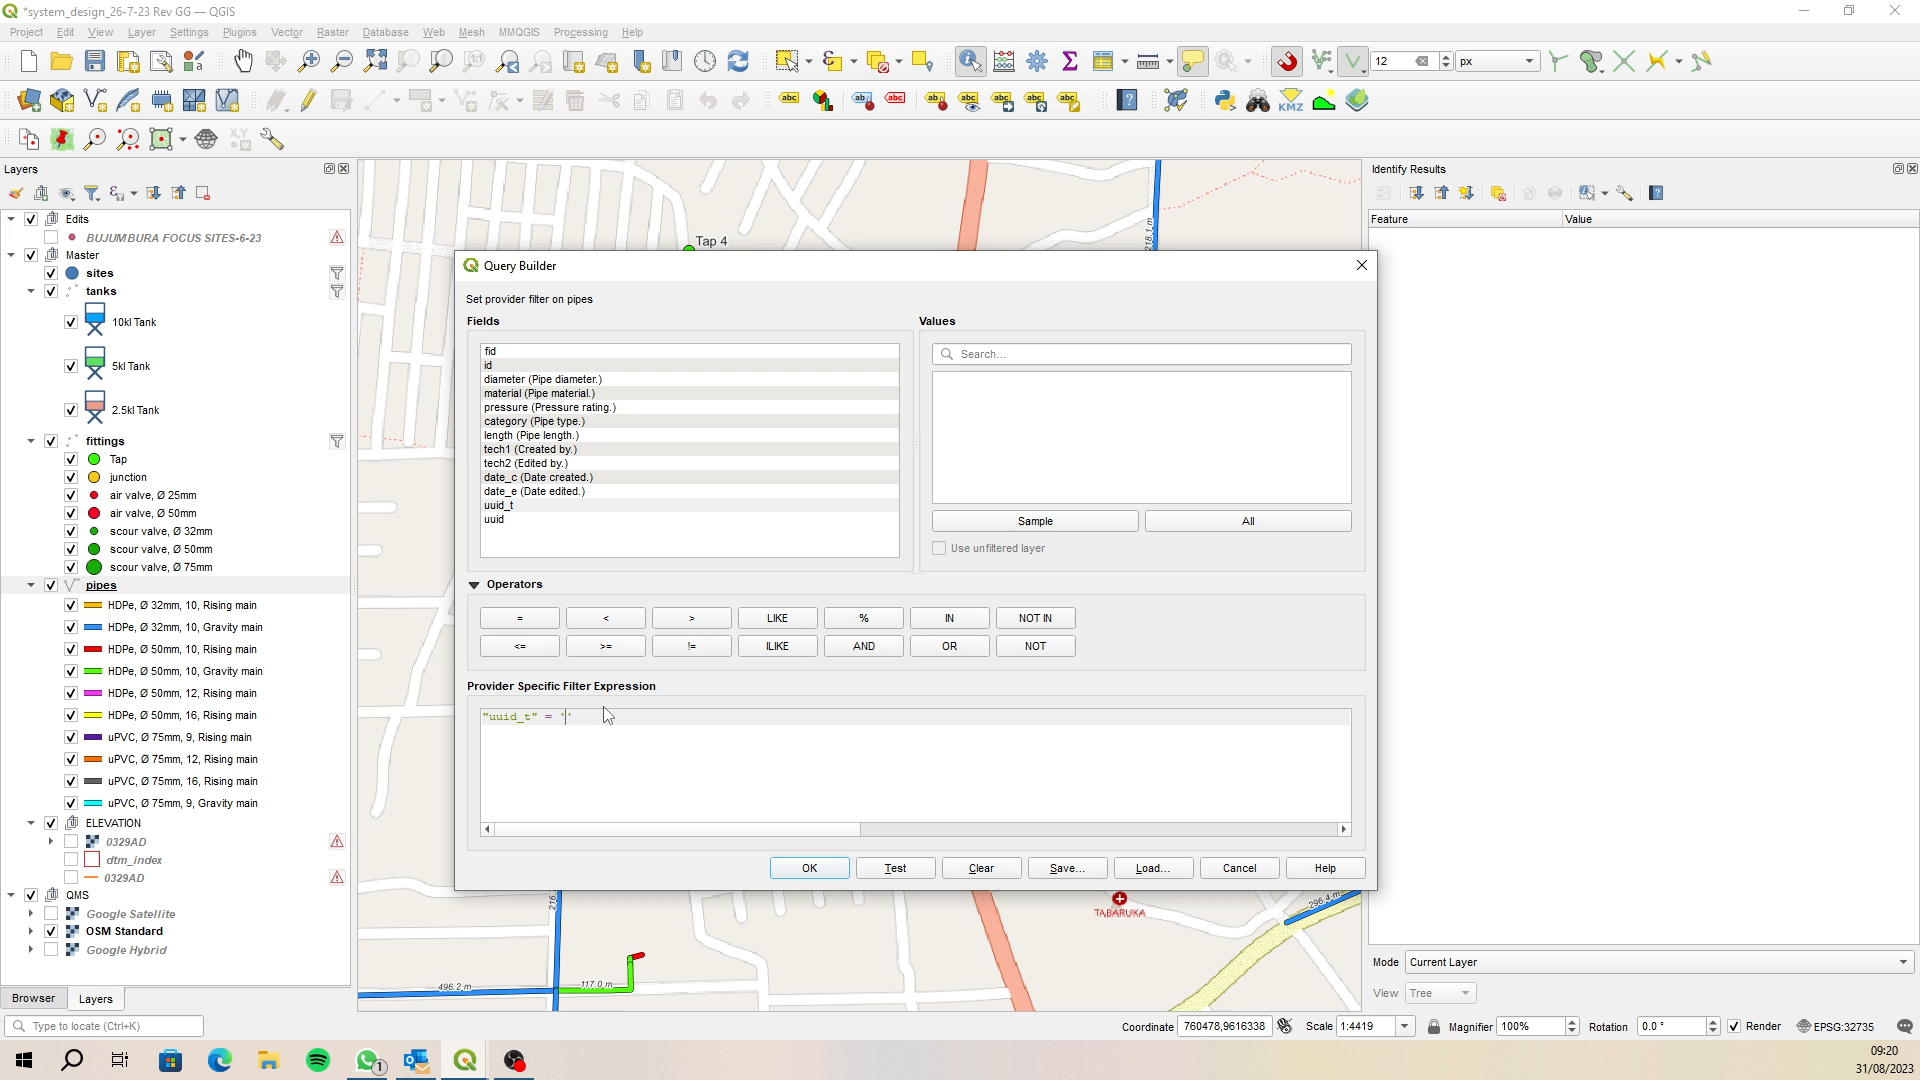 *system_design_26-7-23 Rev GG — QGIS
Project Edit View Layer Settings Plugins Vector Raster Database Web Mesh MMQGIS Processing Help
12 px
Layers
Edits
BUJUMBURA FOCUS SITES-6-23
Master
sites
tanks
10kl Tank
5kl Tank
2.5kl Tank
fittings
Tap
junction
air valve, Ø 25mm
air valve, Ø 50mm
scour valve, Ø 32mm
scour valve, Ø 50mm
scour valve, Ø 75mm
pipes
HDPe, Ø 32mm, 10, Rising main
HDPe, Ø 32mm, 10, Gravity main
HDPe, Ø 50mm, 10, Rising main
HDPe, Ø 50mm, 10, Gravity main
HDPe, Ø 50mm, 12, Rising main
HDPe, Ø 50mm, 16, Rising main
uPVC, Ø 75mm, 9, Rising main
uPVC, Ø 75mm, 12, Rising main
uPVC, Ø 75mm, 16, Rising main
uPVC, Ø 75mm, 9, Gravity main
ELEVATION
0329AD
dtm_index
0329AD
QMS
Google Satellite
OSM Standard
Google Hybrid
Browser Layers
Type to locate (Ctrl+K)
Tap 4
218.1 m
Query Builder
Set provider filter on pipes
Fields
fid
id
diameter (Pipe diameter.)
material (Pipe material.)
pressure (Pressure rating.)
category (Pipe type.)
length (Pipe length.)
tech1 (Created by.)
tech2 (Edited by.)
date_c (Date created.)
date_e (Date edited.)
uuid_t
uuid
Values
Search...
Sample All
Use unfiltered layer
Operators
= < > LIKE % IN NOT IN
<= >= != ILIKE AND OR NOT
Provider Specific Filter Expression
"uuid_t" = ''
OK Test Clear Save... Load... Cancel Help
216.
496.2 m
117.0 m
TABARUKA
296.4 m
Identify Results
Feature Value
Mode Current Layer
View Tree
Coordinate 760478,9616338 Scale 1:4419 Magnifier 100% Rotation 0.0 ° Render EPSG:32735
1
09:20
31/08/2023